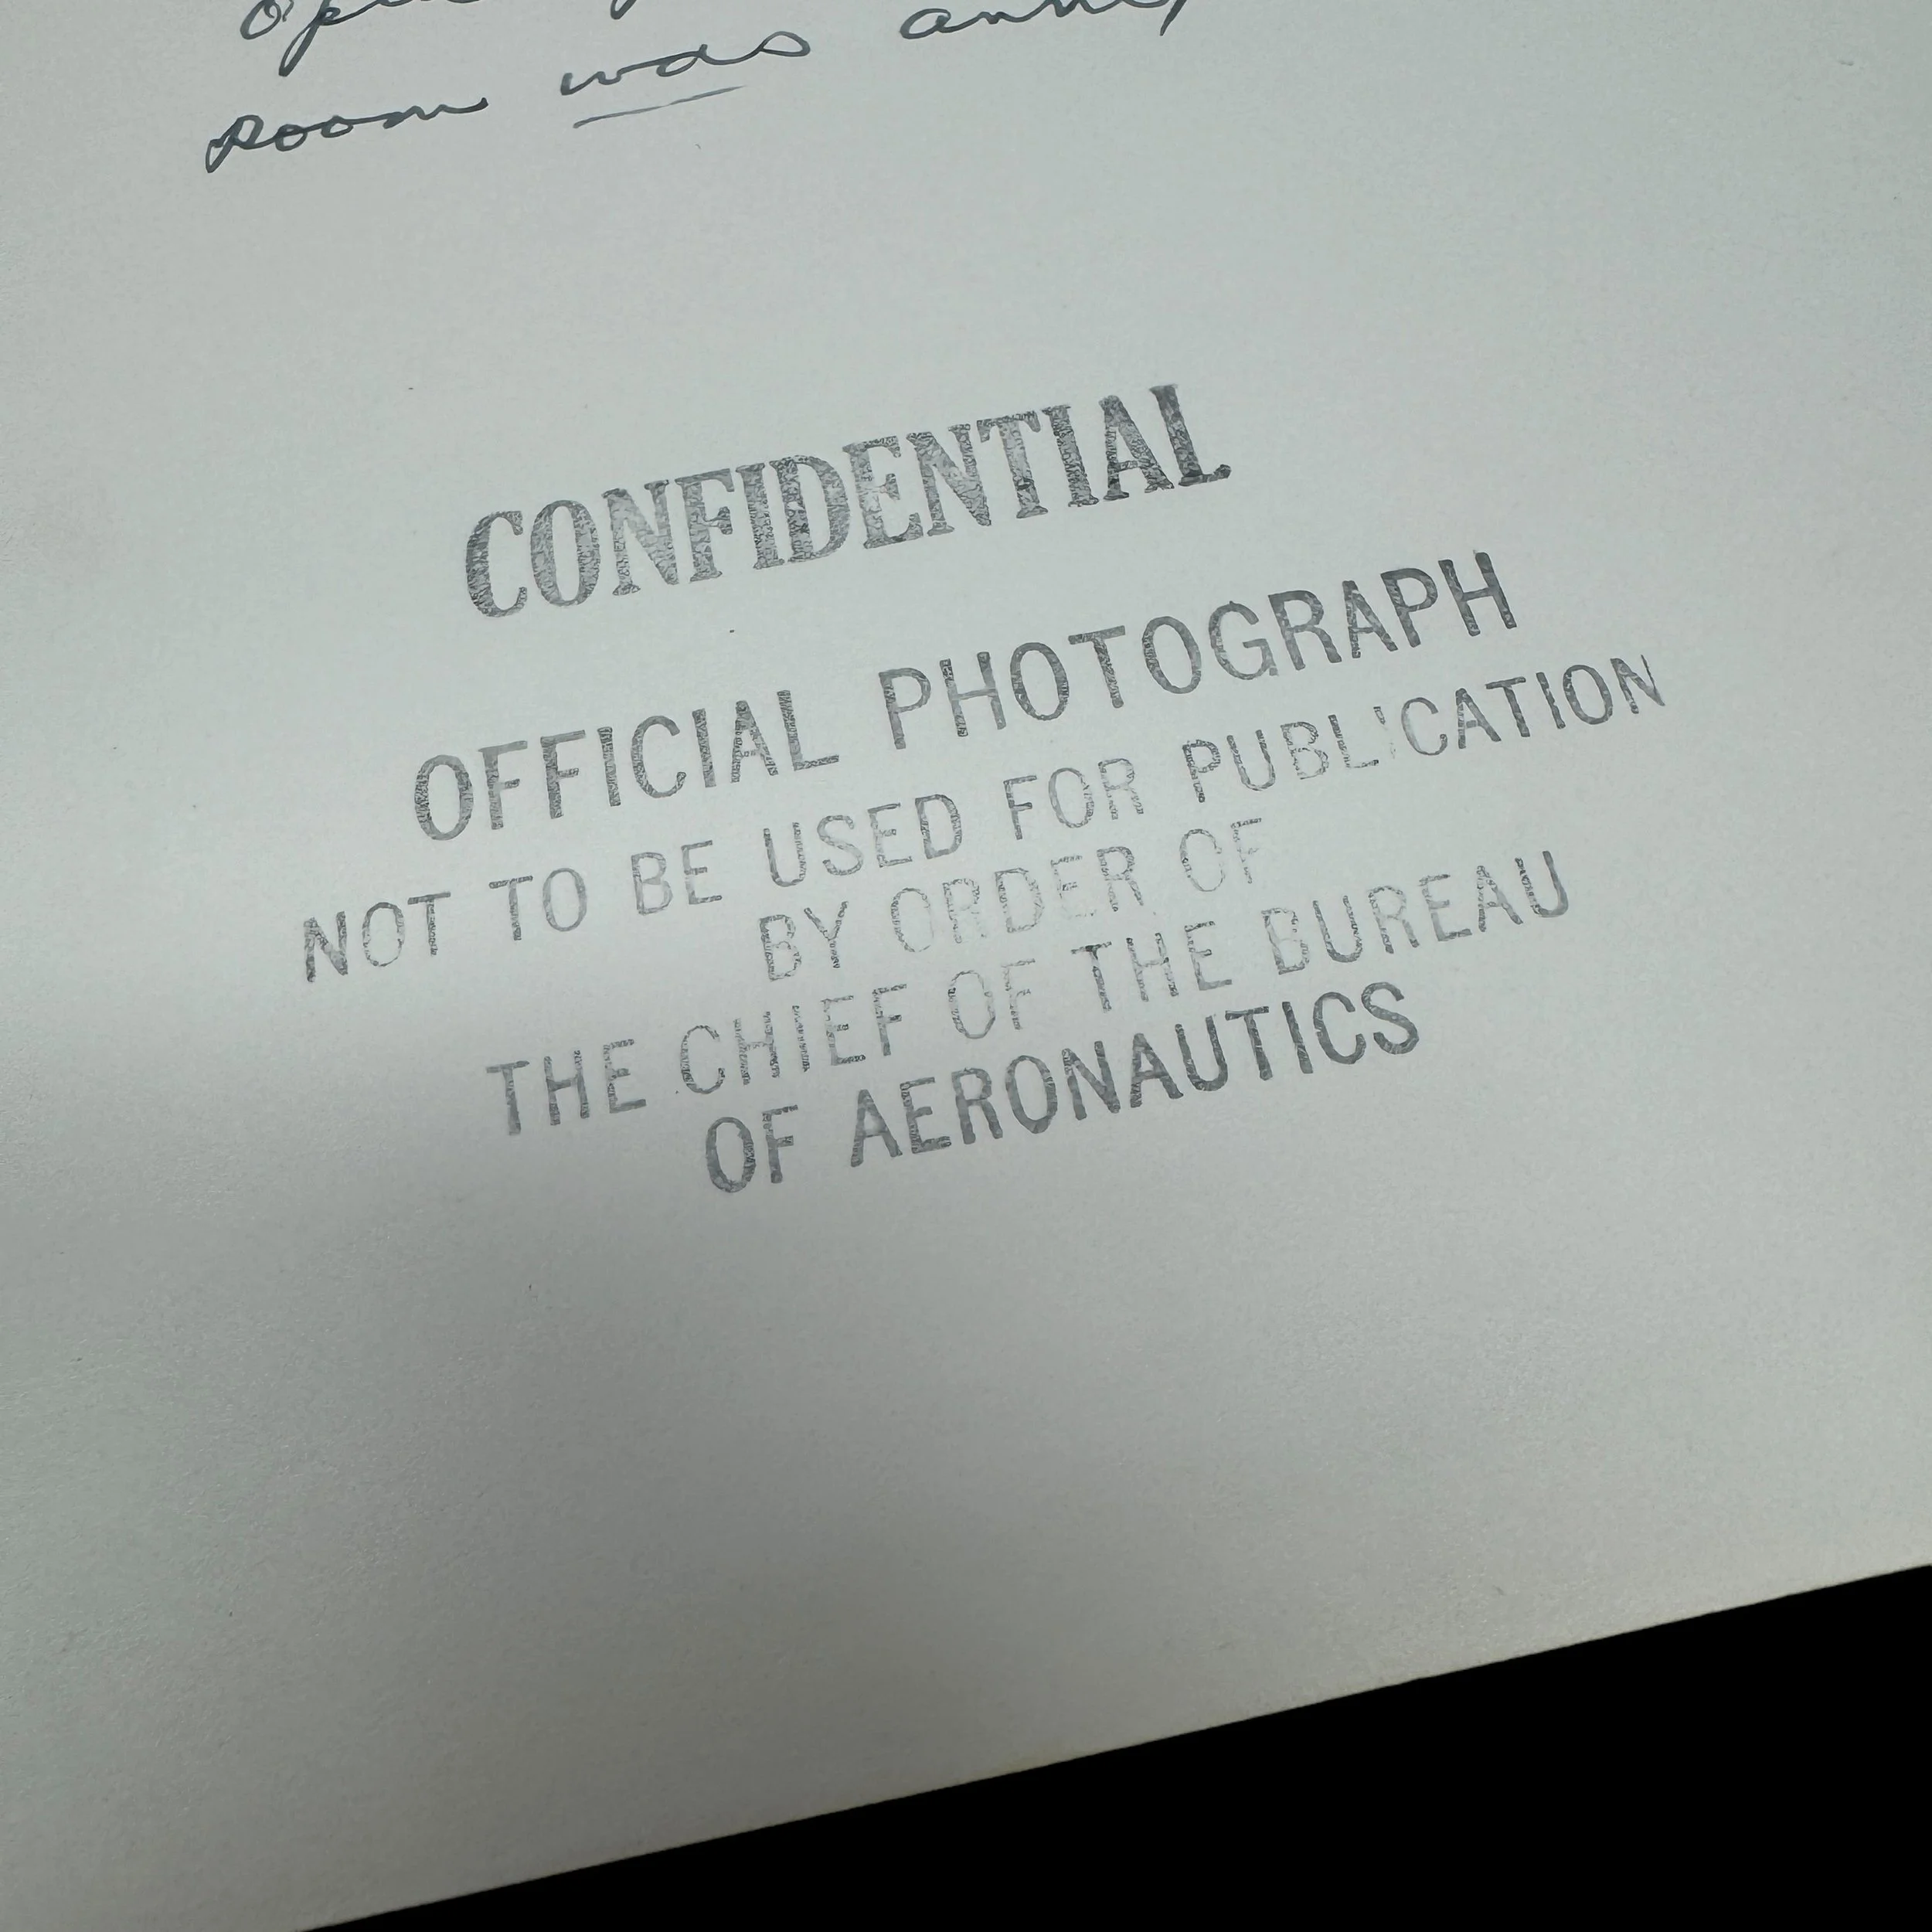 room was
CONFIDENTIAL
OFFICIAL PHOTOGRAPH
NOT TO BE USED FOR PUBLICATION
BY ORDER OF
THE CHIEF OF THE BUREAU
OF AERONAUTICS